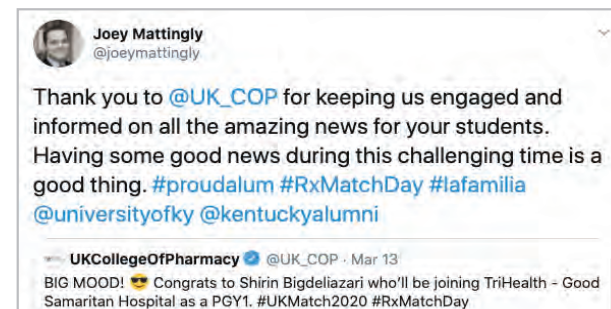 Joey Mattingly
@joeymattingly
Thank you to @UK_COP for keeping us engaged and
informed on all the amazing news for your students.
Having some good news during this challenging time is a
good thing. #proudalum #RxMatchDay #lafamilia
@universityofky @kentuckyalumni
UKCollegeOfPharmacy @UK_COP · Mar 13
BIG MOOD! 😎 Congrats to Shirin Bigdeliazari who'll be joining TriHealth - Good
Samaritan Hospital as a PGY1. #UKMatch2020 #RxMatchDay